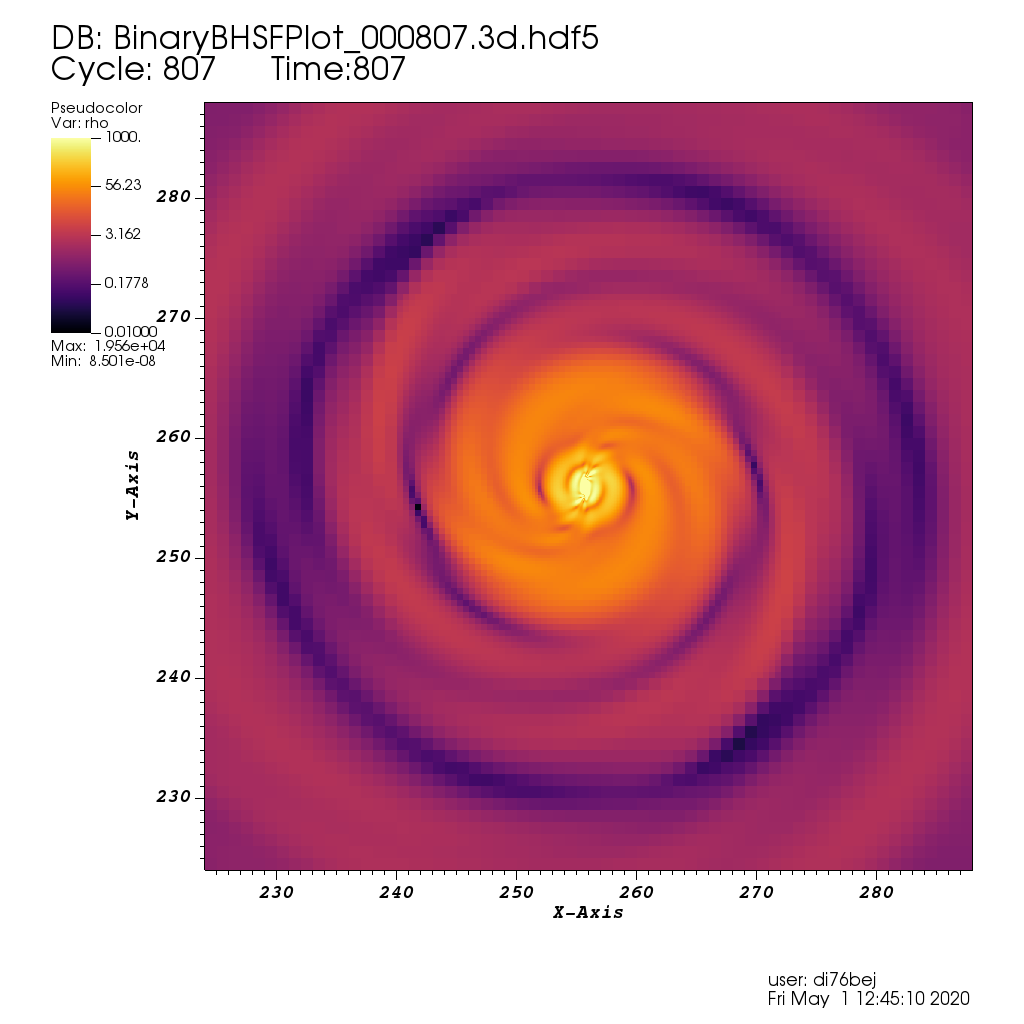 DB: BinaryBHSFPlot_000807.3d.hdf5
Cycle: 807 Time:807
Pseudocolor
Var: rho
1000.
56.23
3.162
0.1778
0.01000
Max: 1.956e+04
Min: 8.501e-08
280
270
260
250
240
230
Y-Axis
230 240 250 260 270 280
X-Axis
user: di76bej
Fri May 1 12:45:10 2020